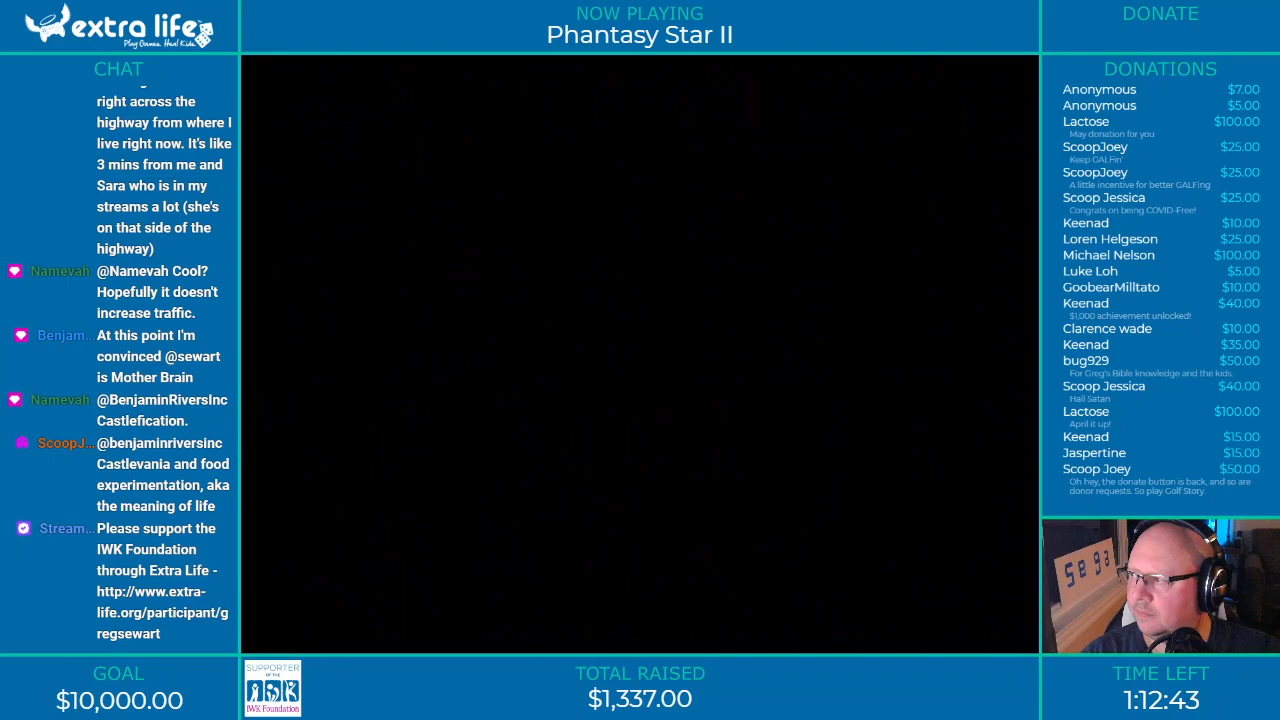 extra life
Play Games. Heal Kids.
NOW PLAYING
Phantasy Star II
DONATE
CHAT
right across the
highway from where I
live right now. It's like
3 mins from me and
Sara who is in my
streams a lot (she's
on that side of the
highway)
Namevah @Namevah Cool?
Hopefully it doesn't
increase traffic.
Benjam... At this point I'm
convinced @sewart
is Mother Brain
Namevah @BenjaminRiversInc
Castlefication.
ScoopJ... @benjaminriversinc
Castlevania and food
experimentation, aka
the meaning of life
Stream... Please support the
IWK Foundation
through Extra Life -
http://www.extra-
life.org/participant/g
regsewart
DONATIONS
Anonymous $7.00
Anonymous $5.00
Lactose $100.00
May donation for you
ScoopJoey $25.00
Keep GALFin'
ScoopJoey $25.00
A little incentive for better GALFing
Scoop Jessica $25.00
Congrats on being COVID-Free!
Keenad $10.00
Loren Helgeson $25.00
Michael Nelson $100.00
Luke Loh $5.00
GoobearMilltato $10.00
Keenad $40.00
$1,000 achievement unlocked!
Clarence wade $10.00
Keenad $35.00
bug929 $50.00
For Greg's Bible knowledge and the kids.
Scoop Jessica $40.00
Hail Satan
Lactose $100.00
April it up!
Keenad $15.00
Jaspertine $15.00
Scoop Joey $50.00
Oh hey, the donate button is back, and so are
donor requests. So play Golf Story.
Sega
GOAL
$10,000.00
SUPPORTER
OF THE
IWK
IWK Foundation
TOTAL RAISED
$1,337.00
TIME LEFT
1:12:43